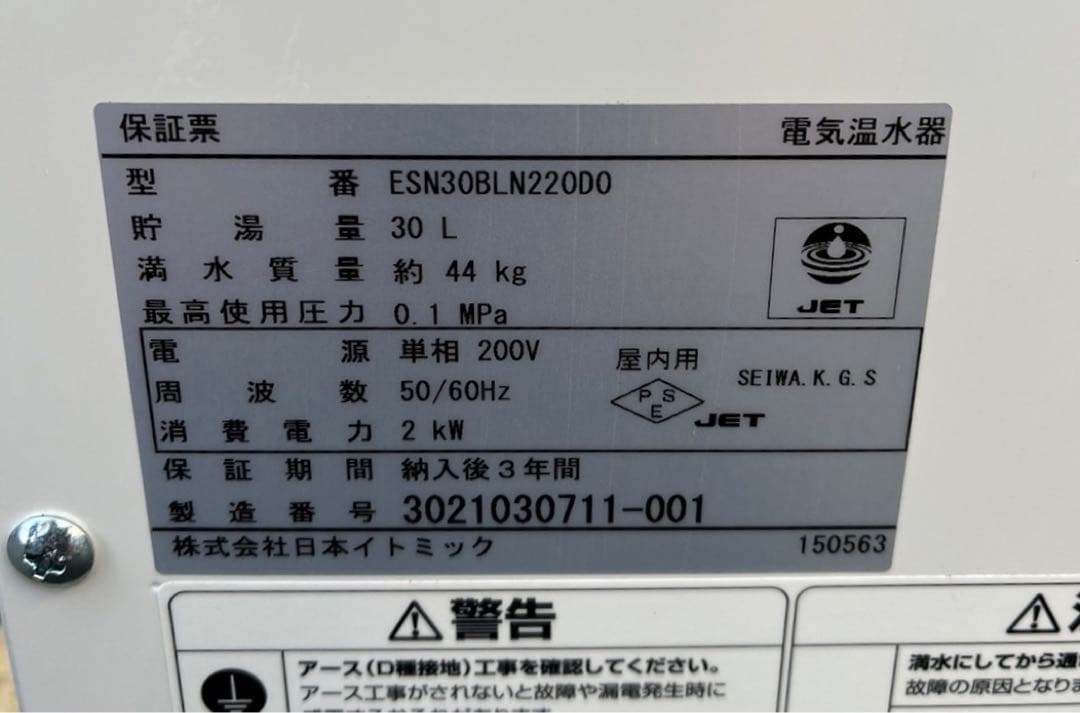 保証票 電気温水器
型番 ESN30BLN220D0
貯湯量 30 L
満水質量 約 44 kg
JET
最高使用圧力 0.1 MPa
電源 単相 200V
屋内用
周波数 50/60Hz
PSE JET
SEIWA.K.G.S
消費電力 2 kW
保証期間 納入後3年間
製造番号 3021030711-001
株式会社日本イトミック 150563
警告
アース(D種接地)工事を確認してください。
アース工事がされないと故障や漏電発生時に
満水にしてから通
故障の原因となりま